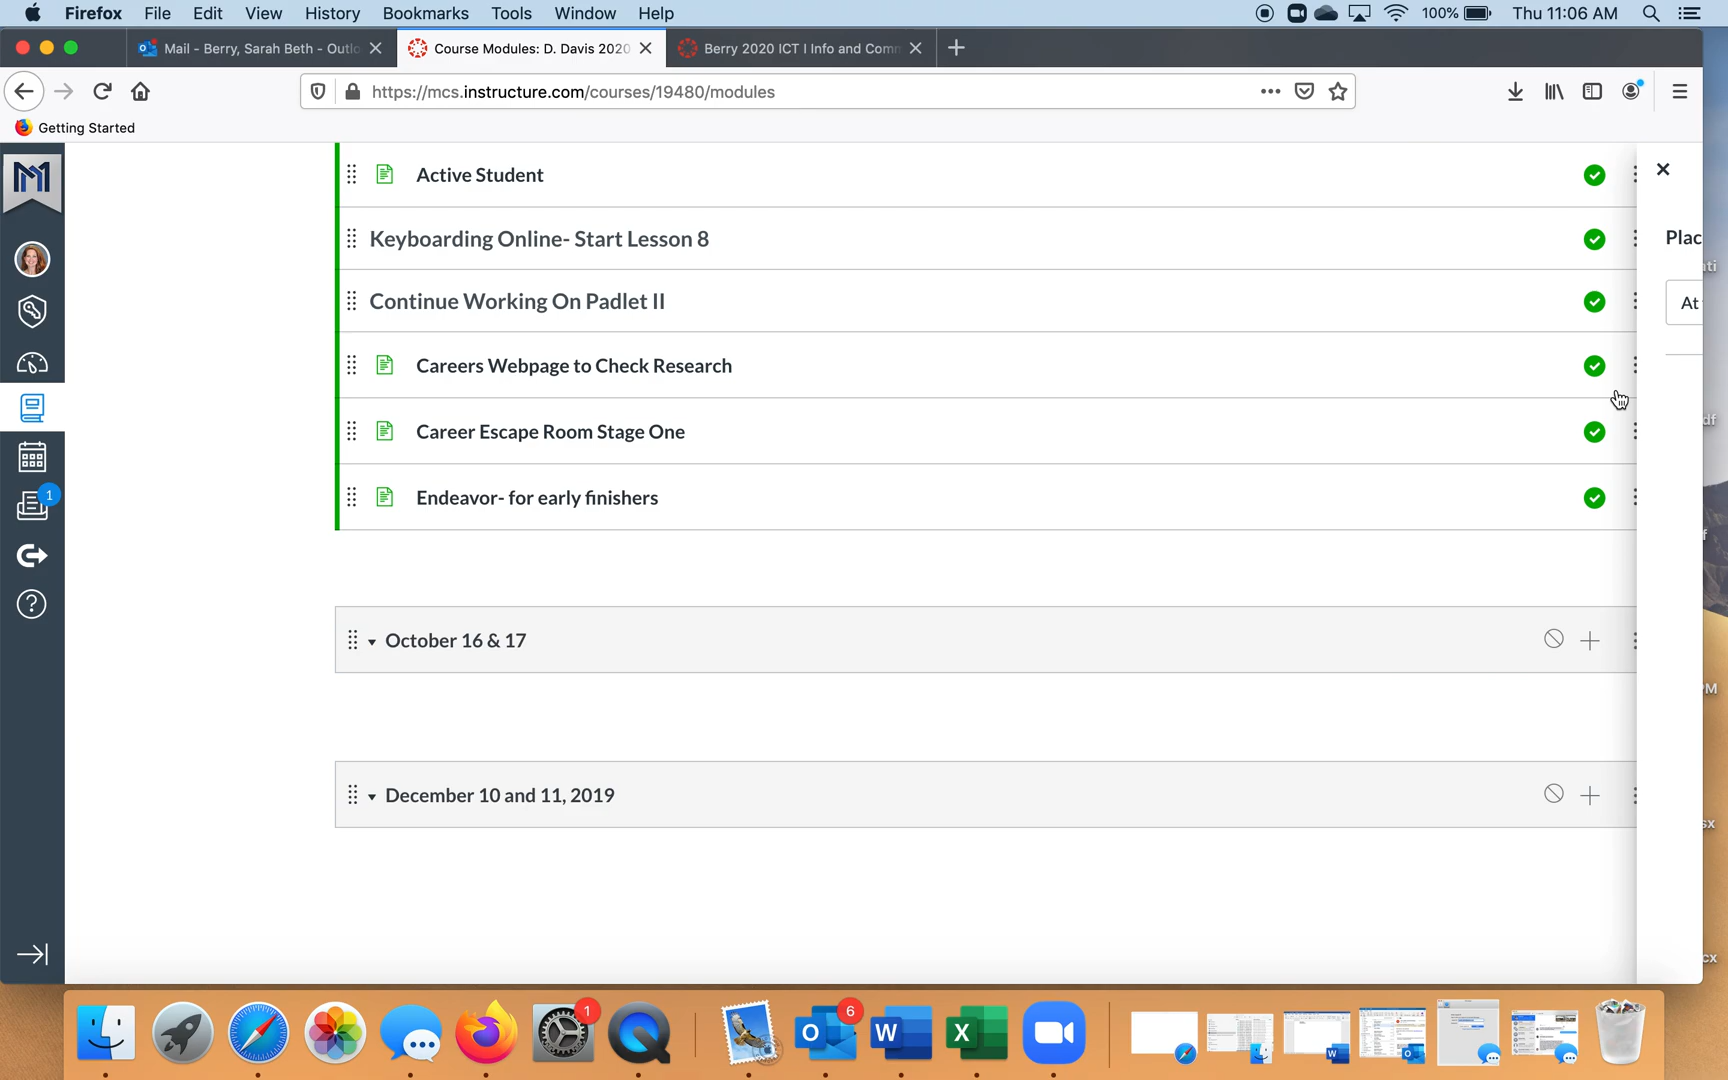 Firefox File Edit View History Bookmarks Tools Window Help 100% Thu 11:06 AM
Mail - Berry, Sarah Beth - Outlo
Course Modules: D. Davis 2020
Berry 2020 ICT I Info and Comm
https://mcs.instructure.com/courses/19480/modules
Getting Started
Active Student
Keyboarding Online- Start Lesson 8
Plac
Continue Working On Padlet II
At
Careers Webpage to Check Research
Career Escape Room Stage One
1
Endeavor- for early finishers
October 16 & 17
PM
December 10 and 11, 2019
sx
cx
1
6